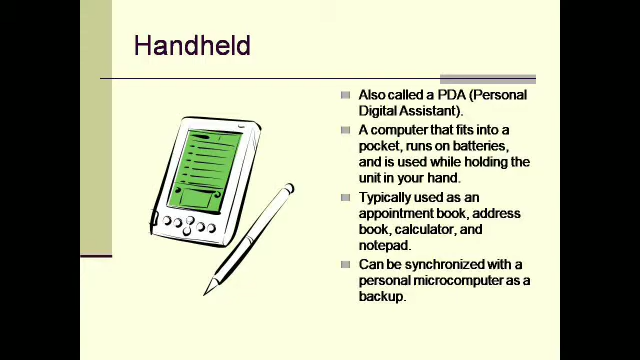 Handheld
Also called a PDA (Personal
Digital Assistant).
A computer that fits into a
pocket, runs on batteries,
and is used while holding the
unit in your hand.
Typically used as an
appointment book, address
book, calculator, and
notepad.
Can be synchronized with a
personal microcomputer as a
backup.